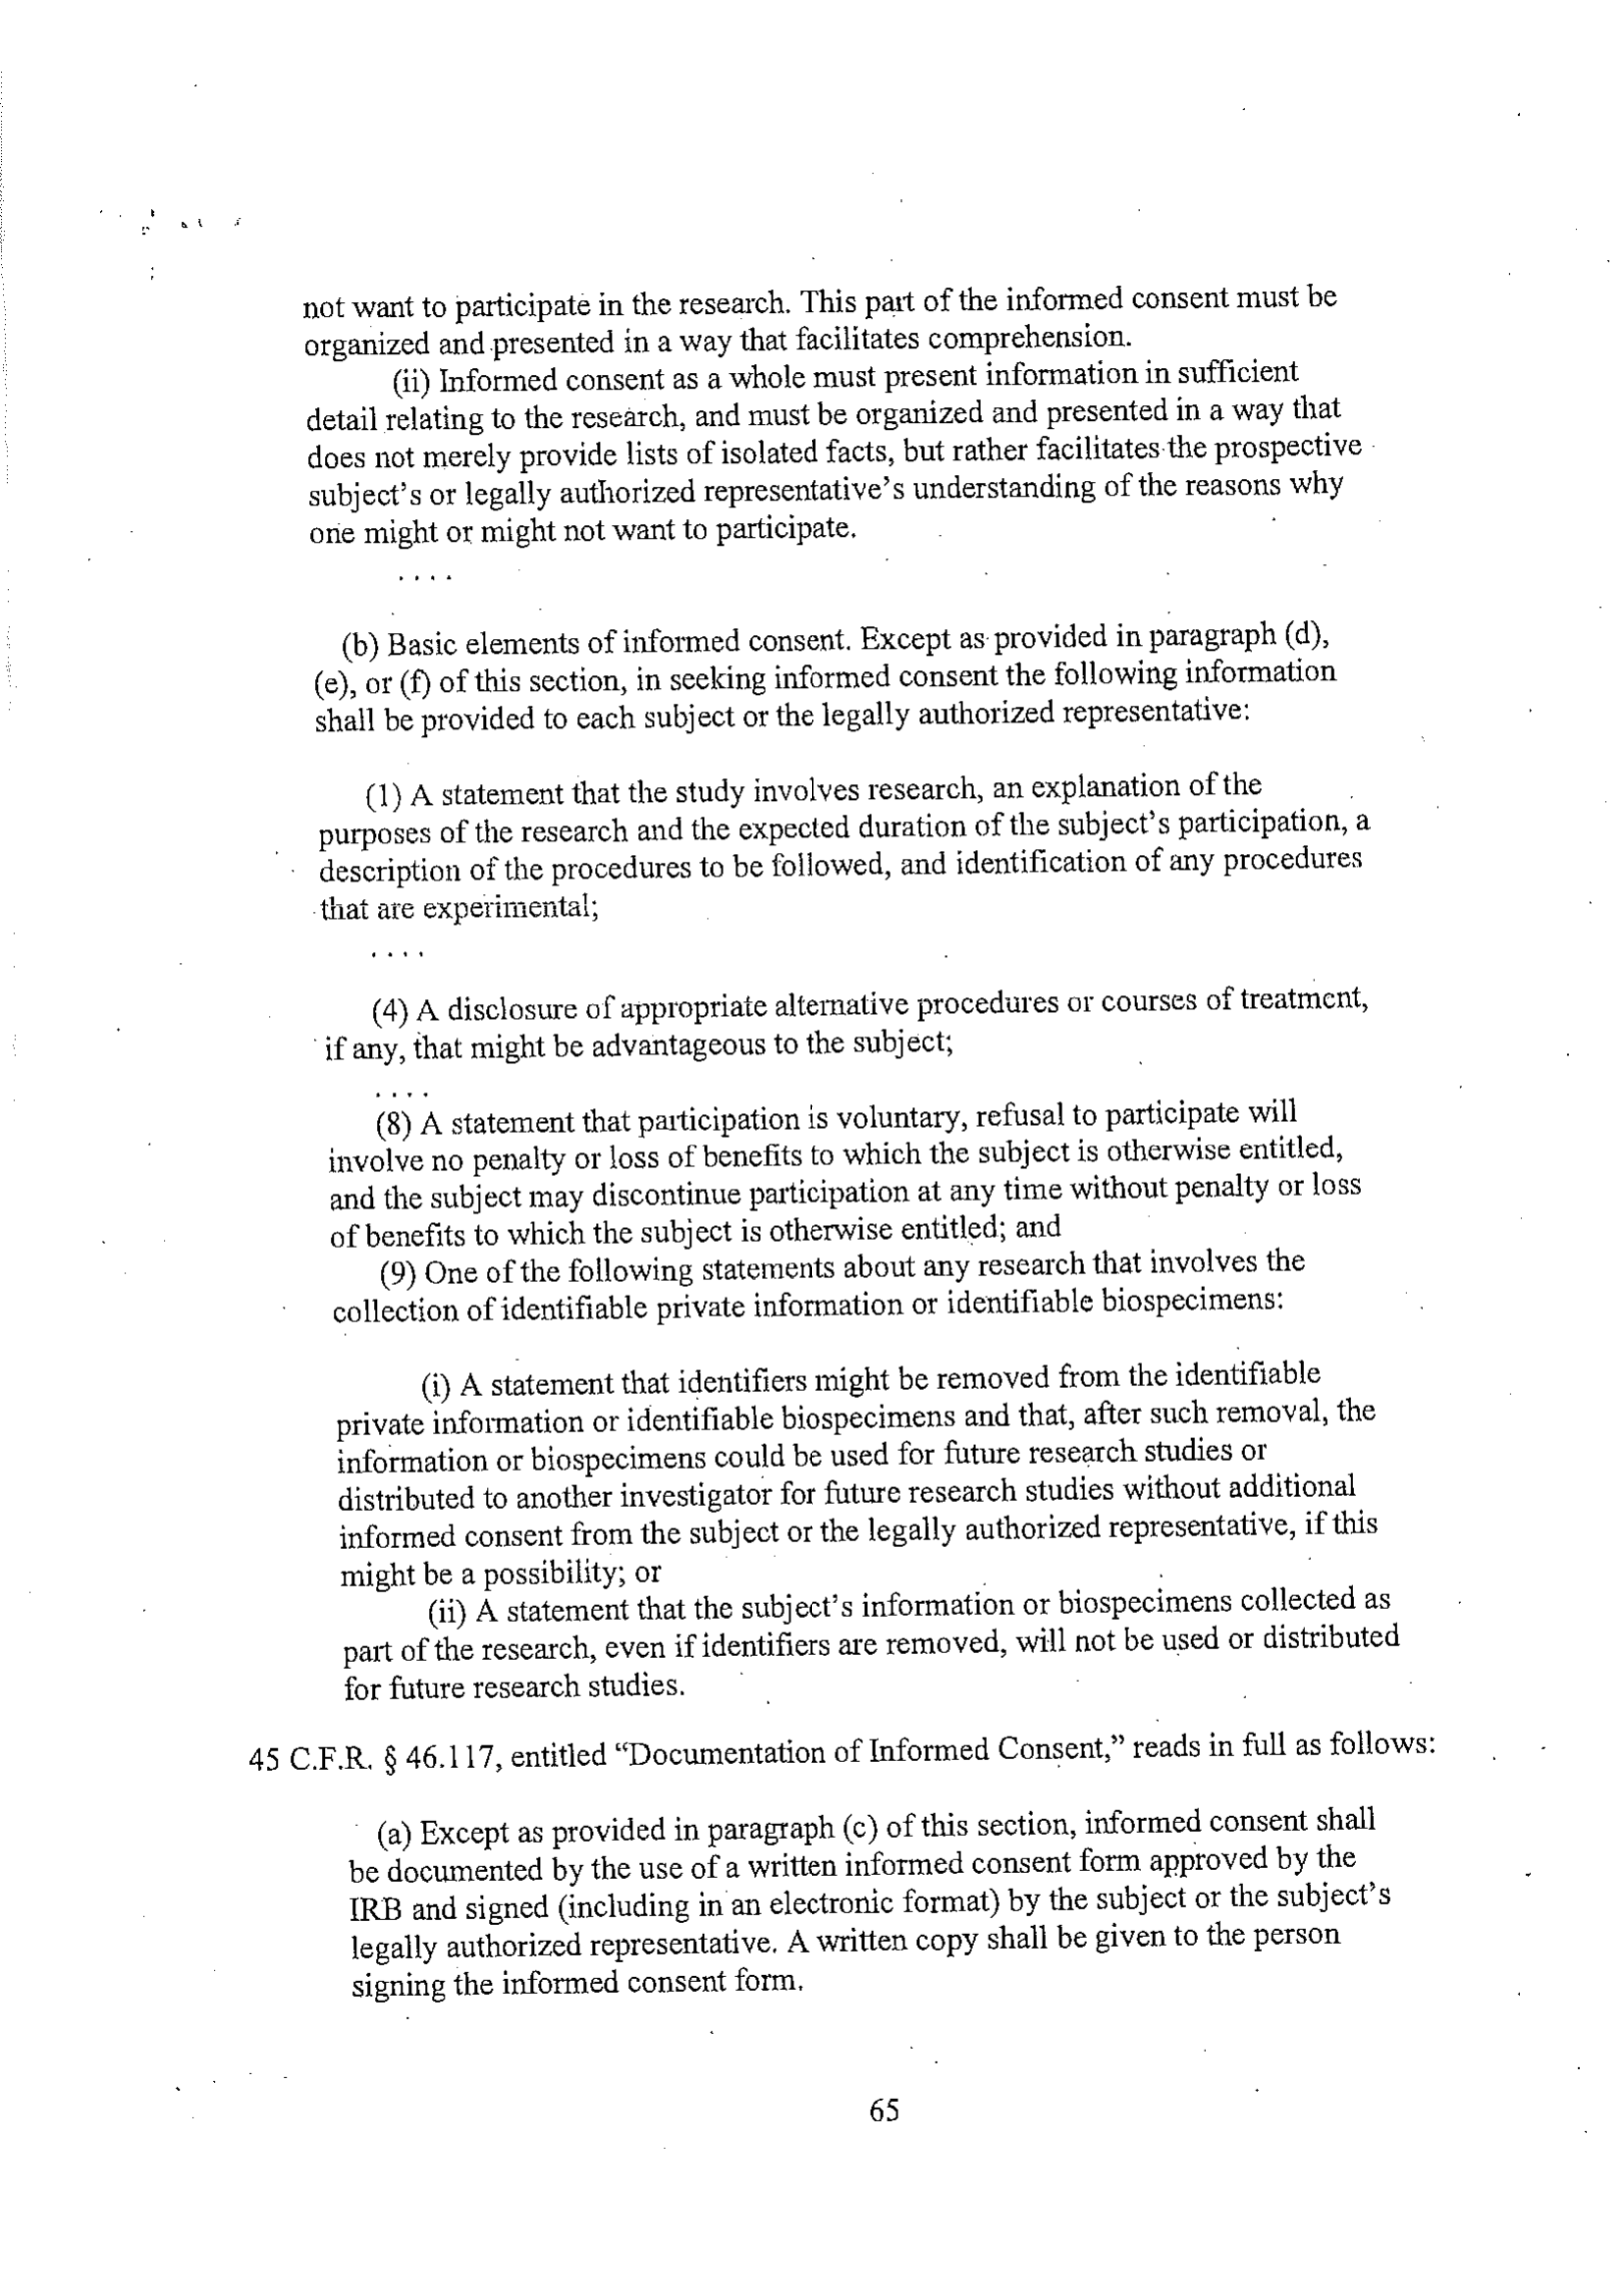 not want to participate in the research. This part of the informed consent must be
organized and presented in a way that facilitates comprehension.
(ii) Informed consent as a whole must present information in sufficient
detail relating to the research, and must be organized and presented in a way that
does not merely provide lists of isolated facts, but rather facilitates the prospective
subject's or legally authorized representative's understanding of the reasons why
one might or might not want to participate.
....
(b) Basic elements of informed consent. Except as provided in paragraph (d),
(e), or (f) of this section, in seeking informed consent the following information
shall be provided to each subject or the legally authorized representative:
(1) A statement that the study involves research, an explanation of the
purposes of the research and the expected duration of the subject's participation, a
description of the procedures to be followed, and identification of any procedures
that are experimental;
....
(4) A disclosure of appropriate alternative procedures or courses of treatment,
if any, that might be advantageous to the subject;
....
(8) A statement that participation is voluntary, refusal to participate will
involve no penalty or loss of benefits to which the subject is otherwise entitled,
and the subject may discontinue participation at any time without penalty or loss
of benefits to which the subject is otherwise entitled; and
(9) One of the following statements about any research that involves the
collection of identifiable private information or identifiable biospecimens:
(i) A statement that identifiers might be removed from the identifiable
private information or identifiable biospecimens and that, after such removal, the
information or biospecimens could be used for future research studies or
distributed to another investigator for future research studies without additional
informed consent from the subject or the legally authorized representative, if this
might be a possibility; or
(ii) A statement that the subject's information or biospecimens collected as
part of the research, even if identifiers are removed, will not be used or distributed
for future research studies.
45 C.F.R. § 46.117, entitled “Documentation of Informed Consent,” reads in full as follows:
(a) Except as provided in paragraph (c) of this section, informed consent shall
be documented by the use of a written informed consent form approved by the
IRB and signed (including in an electronic format) by the subject or the subject's
legally authorized representative. A written copy shall be given to the person
signing the informed consent form.
65